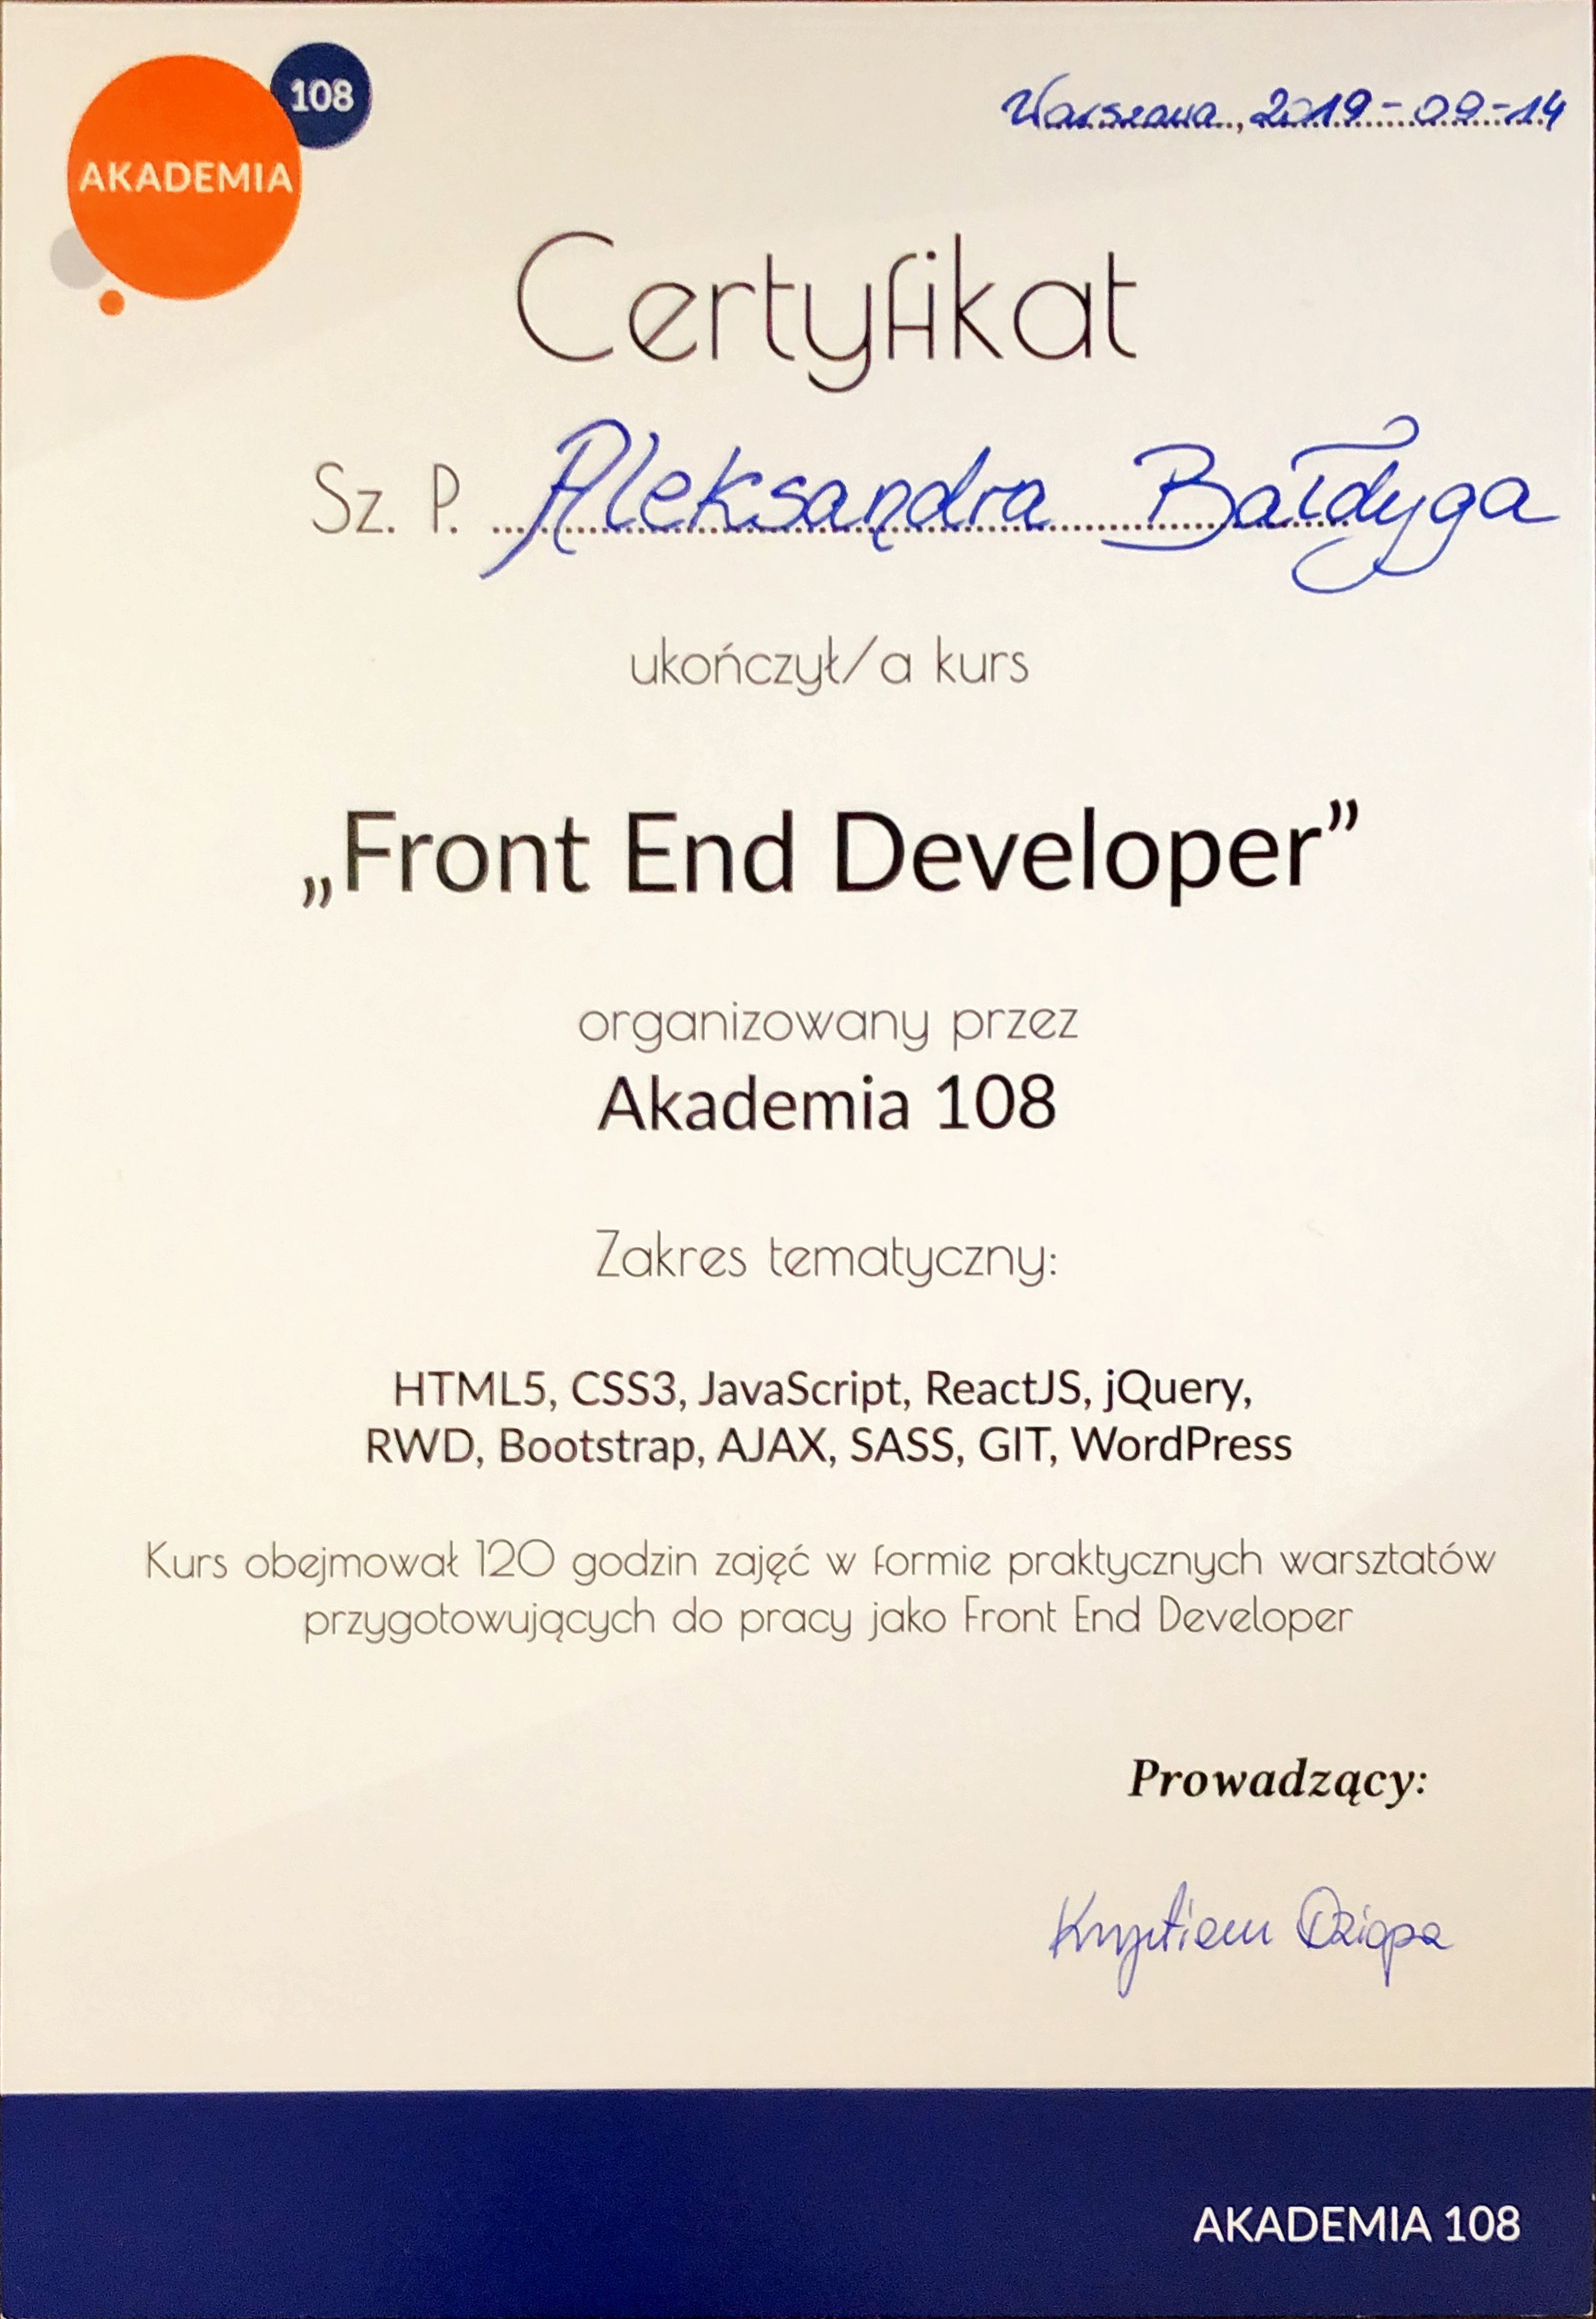 108
AKADEMIA
Warszawa, 2019-09-14
Certyfikat
Sz. P. Aleksandra Bałdyga
ukończył/a kurs
„Front End Developer”
organizowany przez
Akademia 108
Zakres tematyczny:
HTML5, CSS3, JavaScript, ReactJS, jQuery,
RWD, Bootstrap, AJAX, SASS, GIT, WordPress
Kurs obejmował 120 godzin zajęć w formie praktycznych warsztatów
przygotowujących do pracy jako Front End Developer
Prowadzący:
Krystian Dziopa
AKADEMIA 108